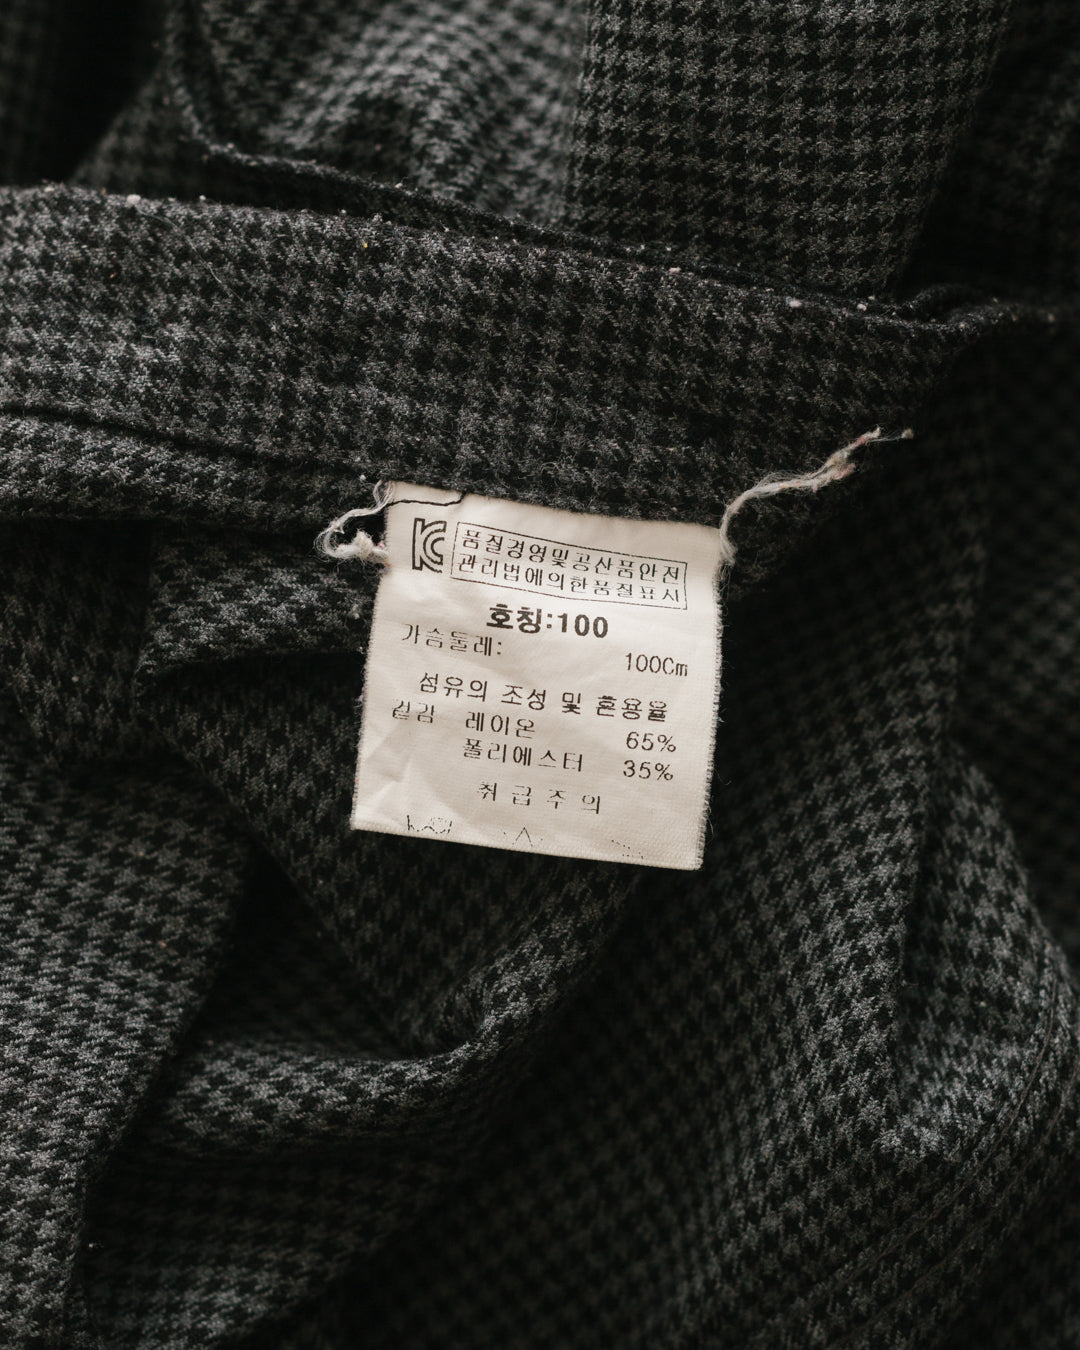 KC 품질경영및공산품안전
관리법에의한품질표시
호칭:100
가슴둘레: 100Cm
섬유의 조성 및 혼용율
겉감 레이온 65%
폴리에스터 35%
취급주의